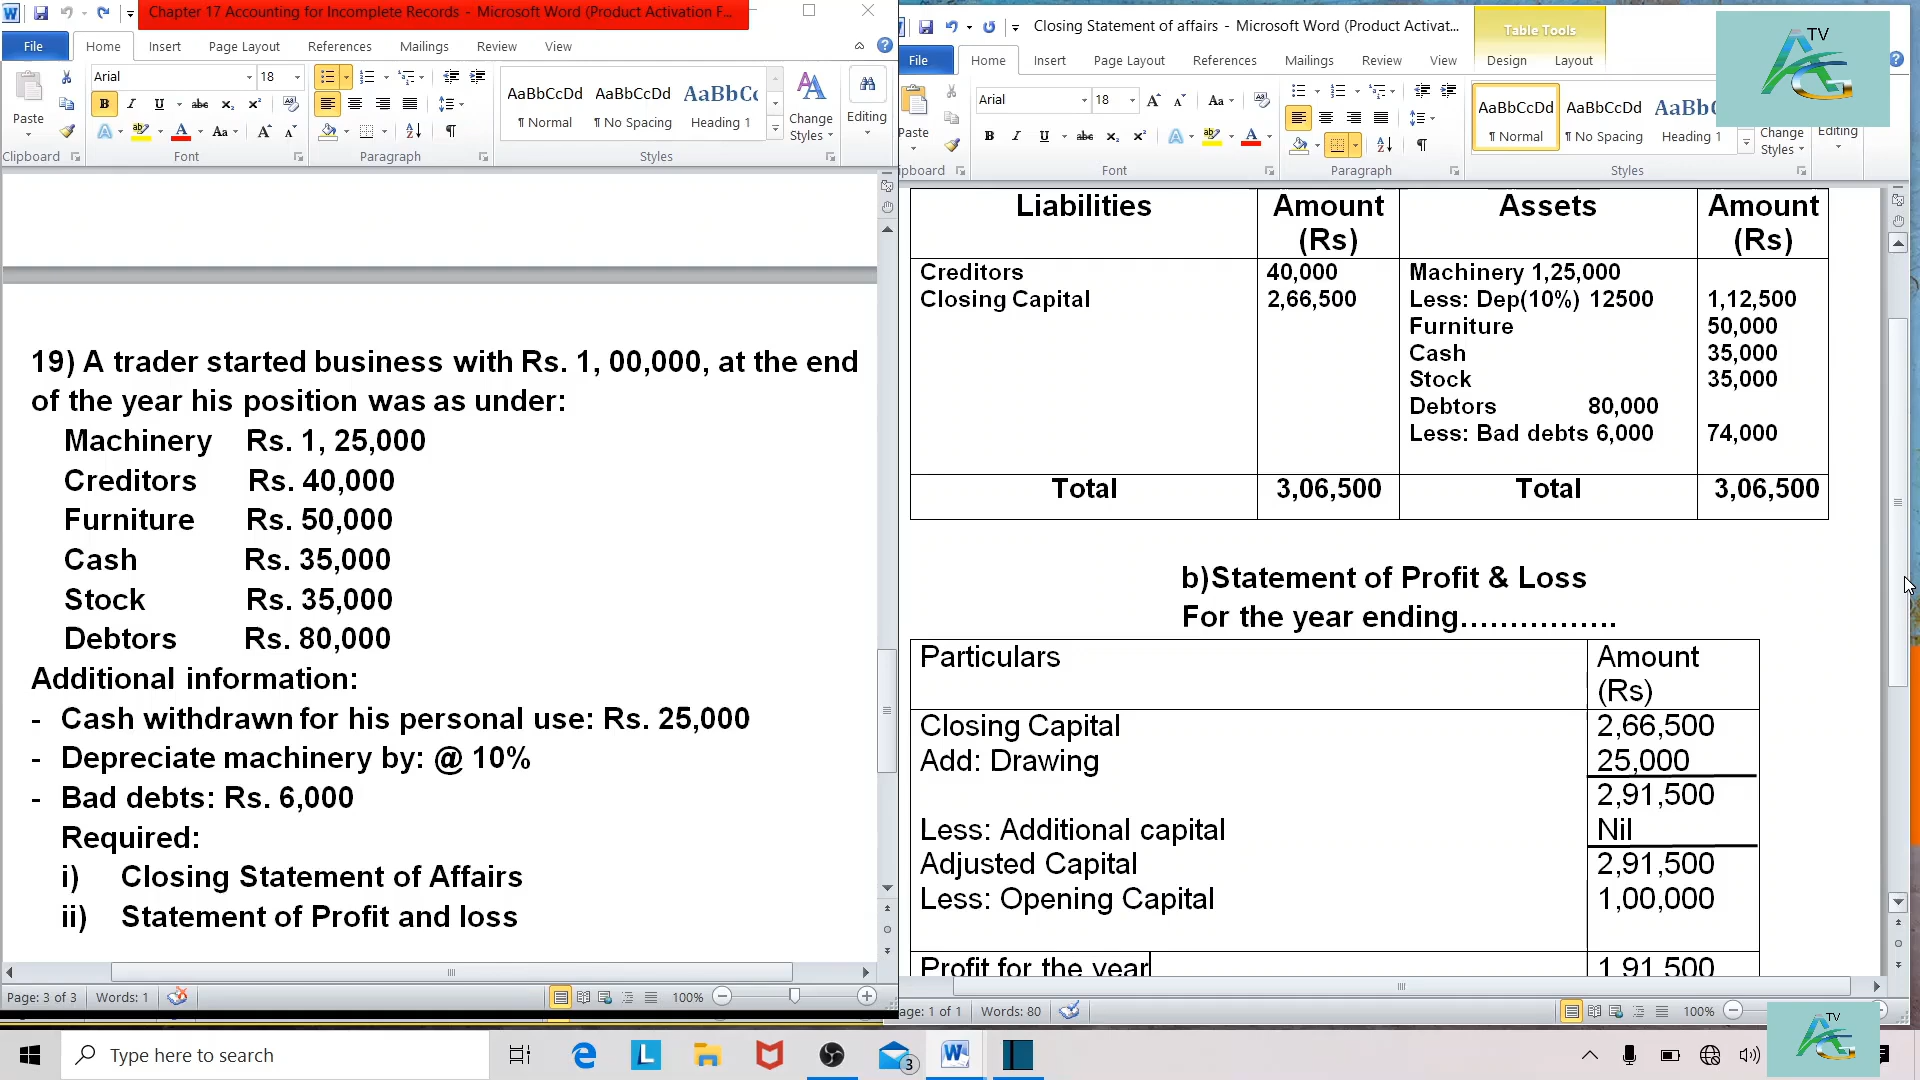 Chapter 17 Accounting for Incomplete Records - Microsoft Word (Product Activation F...
File Home Insert Page Layout References Mailings Review View
Arial 18
Paste
B I U abc x₂ x²
A ab A Aa A A
AaBbCcDd AaBbCcDd AaBbCc
¶ Normal ¶ No Spacing Heading 1
Change Styles
Editing
Clipboard Font Paragraph Styles
19) A trader started business with Rs. 1, 00,000, at the end
of the year his position was as under:
Machinery Rs. 1, 25,000
Creditors Rs. 40,000
Furniture Rs. 50,000
Cash Rs. 35,000
Stock Rs. 35,000
Debtors Rs. 80,000
Additional information:
- Cash withdrawn for his personal use: Rs. 25,000
- Depreciate machinery by: @ 10%
- Bad debts: Rs. 6,000
Required:
i) Closing Statement of Affairs
ii) Statement of Profit and loss
Page: 3 of 3 Words: 1 100%
Closing Statement of affairs - Microsoft Word (Product Activat...
Table Tools
File Home Insert Page Layout References Mailings Review View Design Layout
TV
Arial 18 A A Aa
Paste
B I U abc x₂ x² A ab A
AaBbCcDd AaBbCcDd AaBb
¶ Normal ¶ No Spacing Heading 1
Change Styles
Editing
pboard Font Paragraph Styles
Liabilities Amount (Rs) Assets Amount (Rs)
Creditors 40,000 Machinery 1,25,000
Closing Capital 2,66,500 Less: Dep(10%) 12500 1,12,500
Furniture 50,000
Cash 35,000
Stock 35,000
Debtors 80,000
Less: Bad debts 6,000 74,000
Total 3,06,500 Total 3,06,500
b)Statement of Profit & Loss
For the year ending................
Particulars Amount (Rs)
Closing Capital 2,66,500
Add: Drawing 25,000
2,91,500
Less: Additional capital Nil
Adjusted Capital 2,91,500
Less: Opening Capital 1,00,000
Profit for the year 1,91,500
age: 1 of 1 Words: 80 100%
TV
Type here to search
3